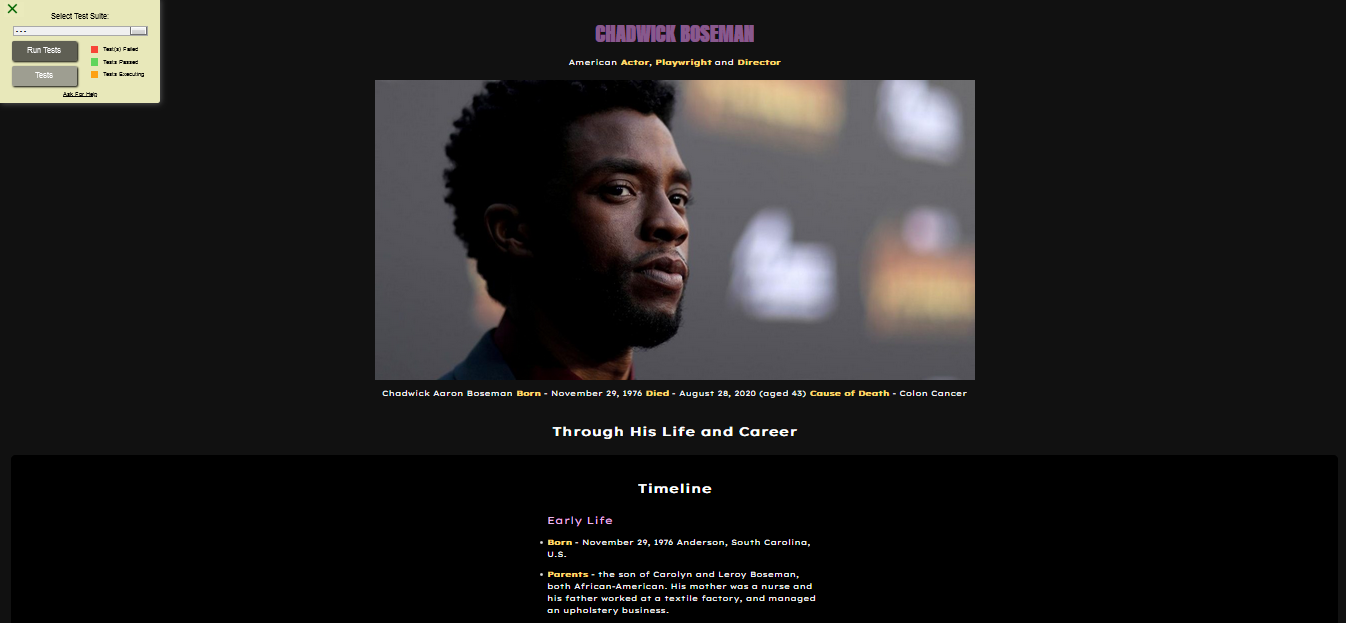 Select Test Suite:
---
Run Tests
Test(s) Failed
Tests Passed
Tests
Tests Executing
Ask For Help
CHADWICK BOSEMAN
American Actor, Playwright and Director
Chadwick Aaron Boseman Born - November 29, 1976 Died - August 28, 2020 (aged 43) Cause of Death - Colon Cancer
Through His Life and Career
Timeline
Early Life
• Born - November 29, 1976 Anderson, South Carolina,
U.S.
• Parents - the son of Carolyn and Leroy Boseman,
both African-American. His mother was a nurse and
his father worked at a textile factory, and managed
an upholstery business.